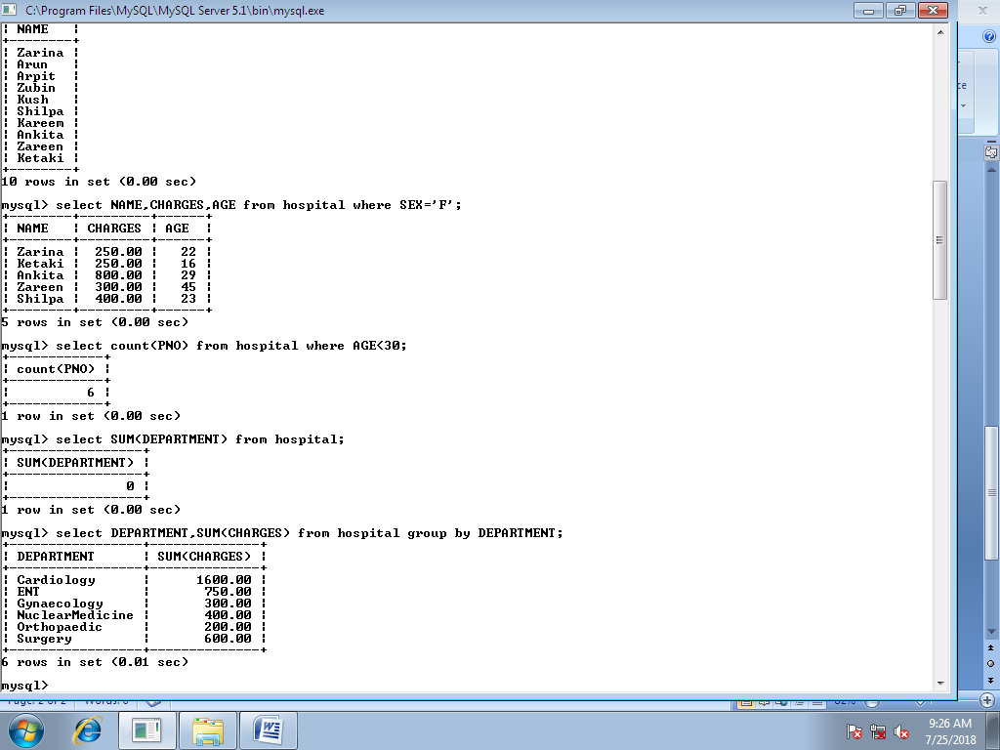 C:\Program Files\MySQL\MySQL Server 5.1\bin\mysql.exe
| NAME   |
+--------+
| Zarina |
| Arun   |
| Arpit  |
| Zubin  |
| Kush   |
| Shilpa |
| Kareem |
| Ankita |
| Zareen |
| Ketaki |
+--------+
10 rows in set (0.00 sec)
mysql> select NAME,CHARGES,AGE from hospital where SEX='F';
+--------+---------+------+
| NAME   | CHARGES | AGE  |
+--------+---------+------+
| Zarina |  250.00 |   22 |
| Ketaki |  250.00 |   16 |
| Ankita |  800.00 |   29 |
| Zareen |  300.00 |   45 |
| Shilpa |  400.00 |   23 |
+--------+---------+------+
5 rows in set (0.00 sec)
mysql> select count(PNO) from hospital where AGE<30;
+------------+
| count(PNO) |
+------------+
|          6 |
+------------+
1 row in set (0.00 sec)
mysql> select SUM(DEPARTMENT) from hospital;
+-----------------+
| SUM(DEPARTMENT) |
+-----------------+
|               0 |
+-----------------+
1 row in set (0.00 sec)
mysql> select DEPARTMENT,SUM(CHARGES) from hospital group by DEPARTMENT;
+-----------------+--------------+
| DEPARTMENT      | SUM(CHARGES) |
+-----------------+--------------+
| Cardiology      |      1600.00 |
| ENT             |       750.00 |
| Gynaecology     |       300.00 |
| NuclearMedicine |       400.00 |
| Orthopaedic     |       200.00 |
| Surgery         |       600.00 |
+-----------------+--------------+
6 rows in set (0.01 sec)
mysql>
Page: 2 of 2 Words: 0
9:26 AM
7/25/2018